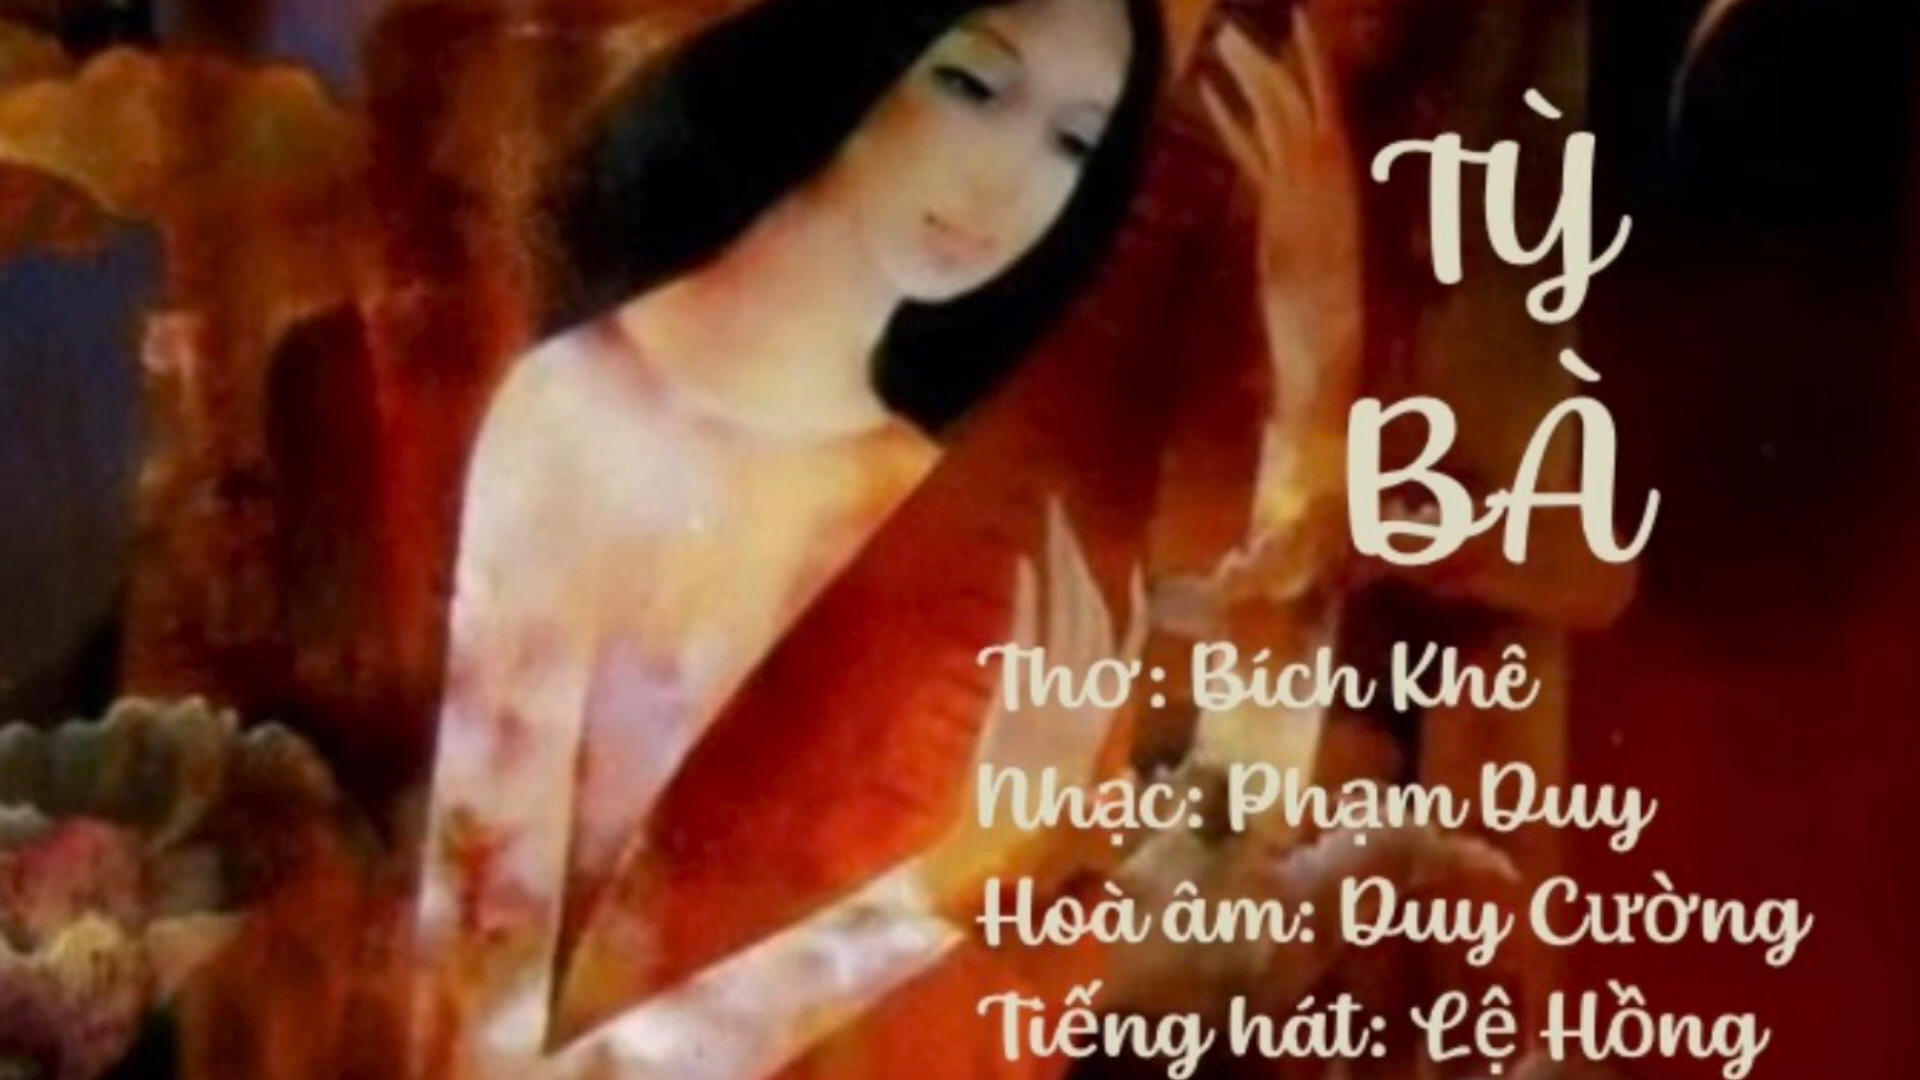 Tỳ
BÀ
Thơ: Bích Khê
Nhạc: Phạm Duy
Hoà âm: Duy Cường
Tiếng hát: Lệ Hồng